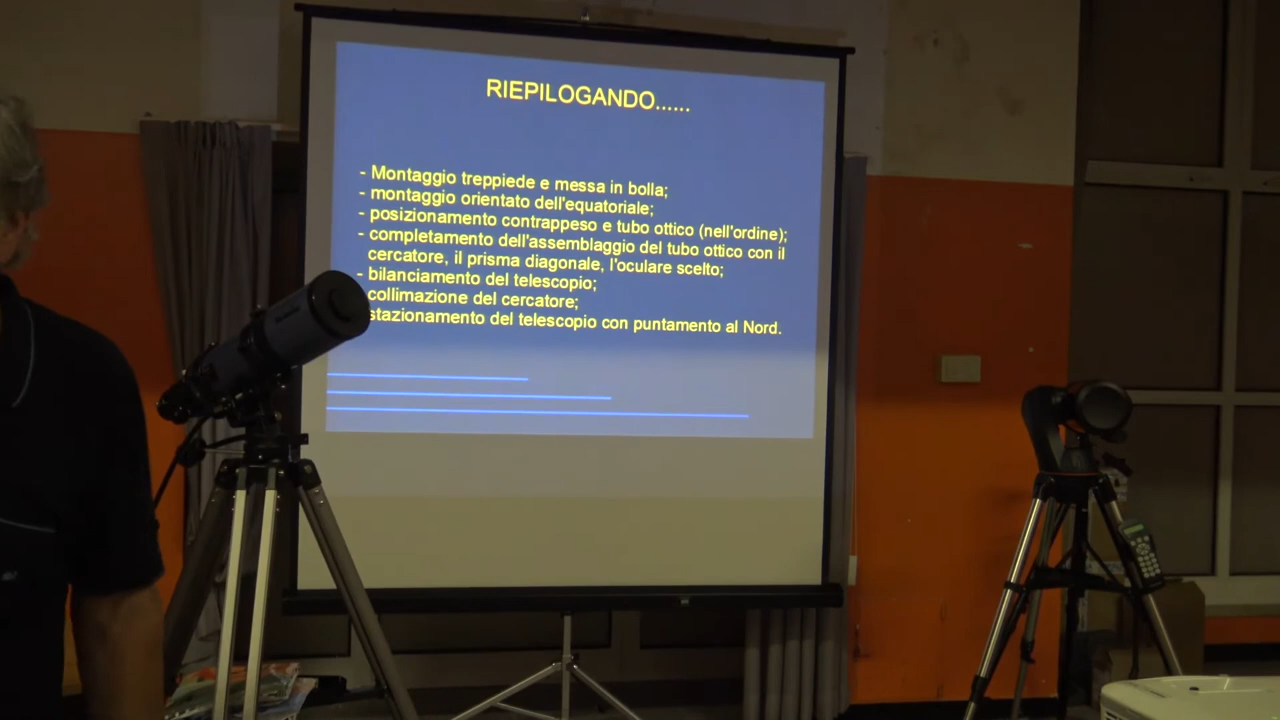 RIEPILOGANDO......
- Montaggio treppiede e messa in bolla;
- montaggio orientato dell'equatoriale;
- posizionamento contrappeso e tubo ottico (nell'ordine);
- completamento dell'assemblaggio del tubo ottico con il
cercatore, il prisma diagonale, l'oculare scelto;
- bilanciamento del telescopio;
collimazione del cercatore;
stazionamento del telescopio con puntamento al Nord.